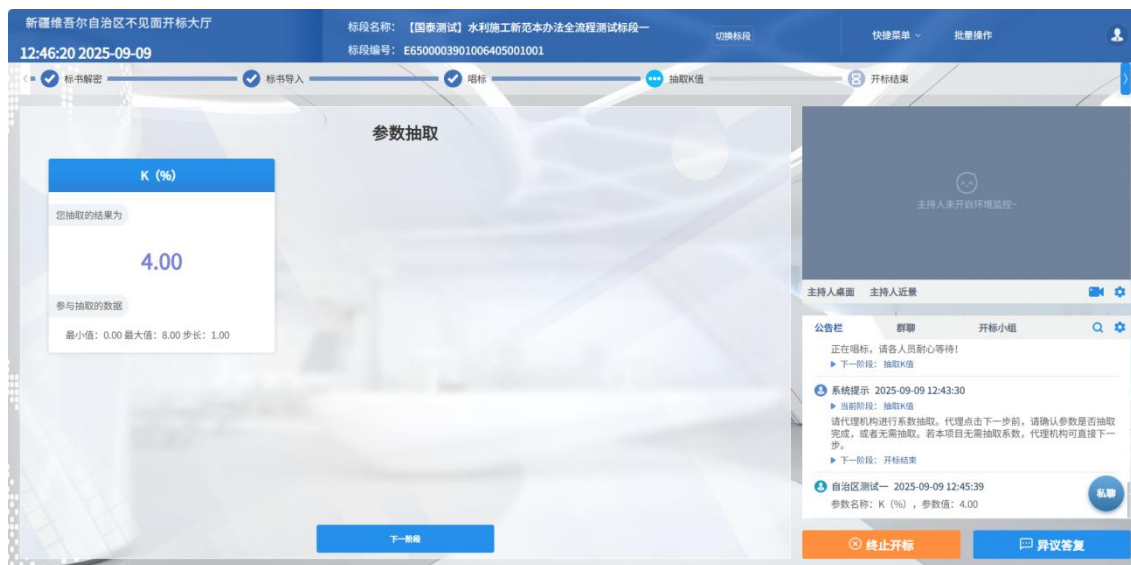 新疆维吾尔自治区不见面开标大厅
12:46:20 2025-09-09
标段名称： 【国泰测试】水利施工新范本办法全流程测试标段一
标段编号： E6500003901006405001001
切换标段
快捷菜单
批量操作
标书解密
标书导入
唱标
抽取K值
开标结束
参数抽取
K（%）
您抽取的结果为
4.00
参与抽取的数据
最小值：0.00 最大值：8.00 步长：1.00
下一阶段
主持人未开启环境监控~
主持人桌面 主持人近景
公告栏 群聊 开标小组
正在唱标，请各人员耐心等待！
下一阶段： 抽取K值
系统提示 2025-09-09 12:43:30
当前阶段： 抽取K值
请代理机构进行系数抽取。代理点击下一步前，请确认参数是否抽取
完成，或者无需抽取。若本项目无需抽取系数，代理机构可直接下一
步。
下一阶段： 开标结束
自治区测试一 2025-09-09 12:45:39
参数名称：K（%），参数值：4.00
私聊
终止开标
异议答复